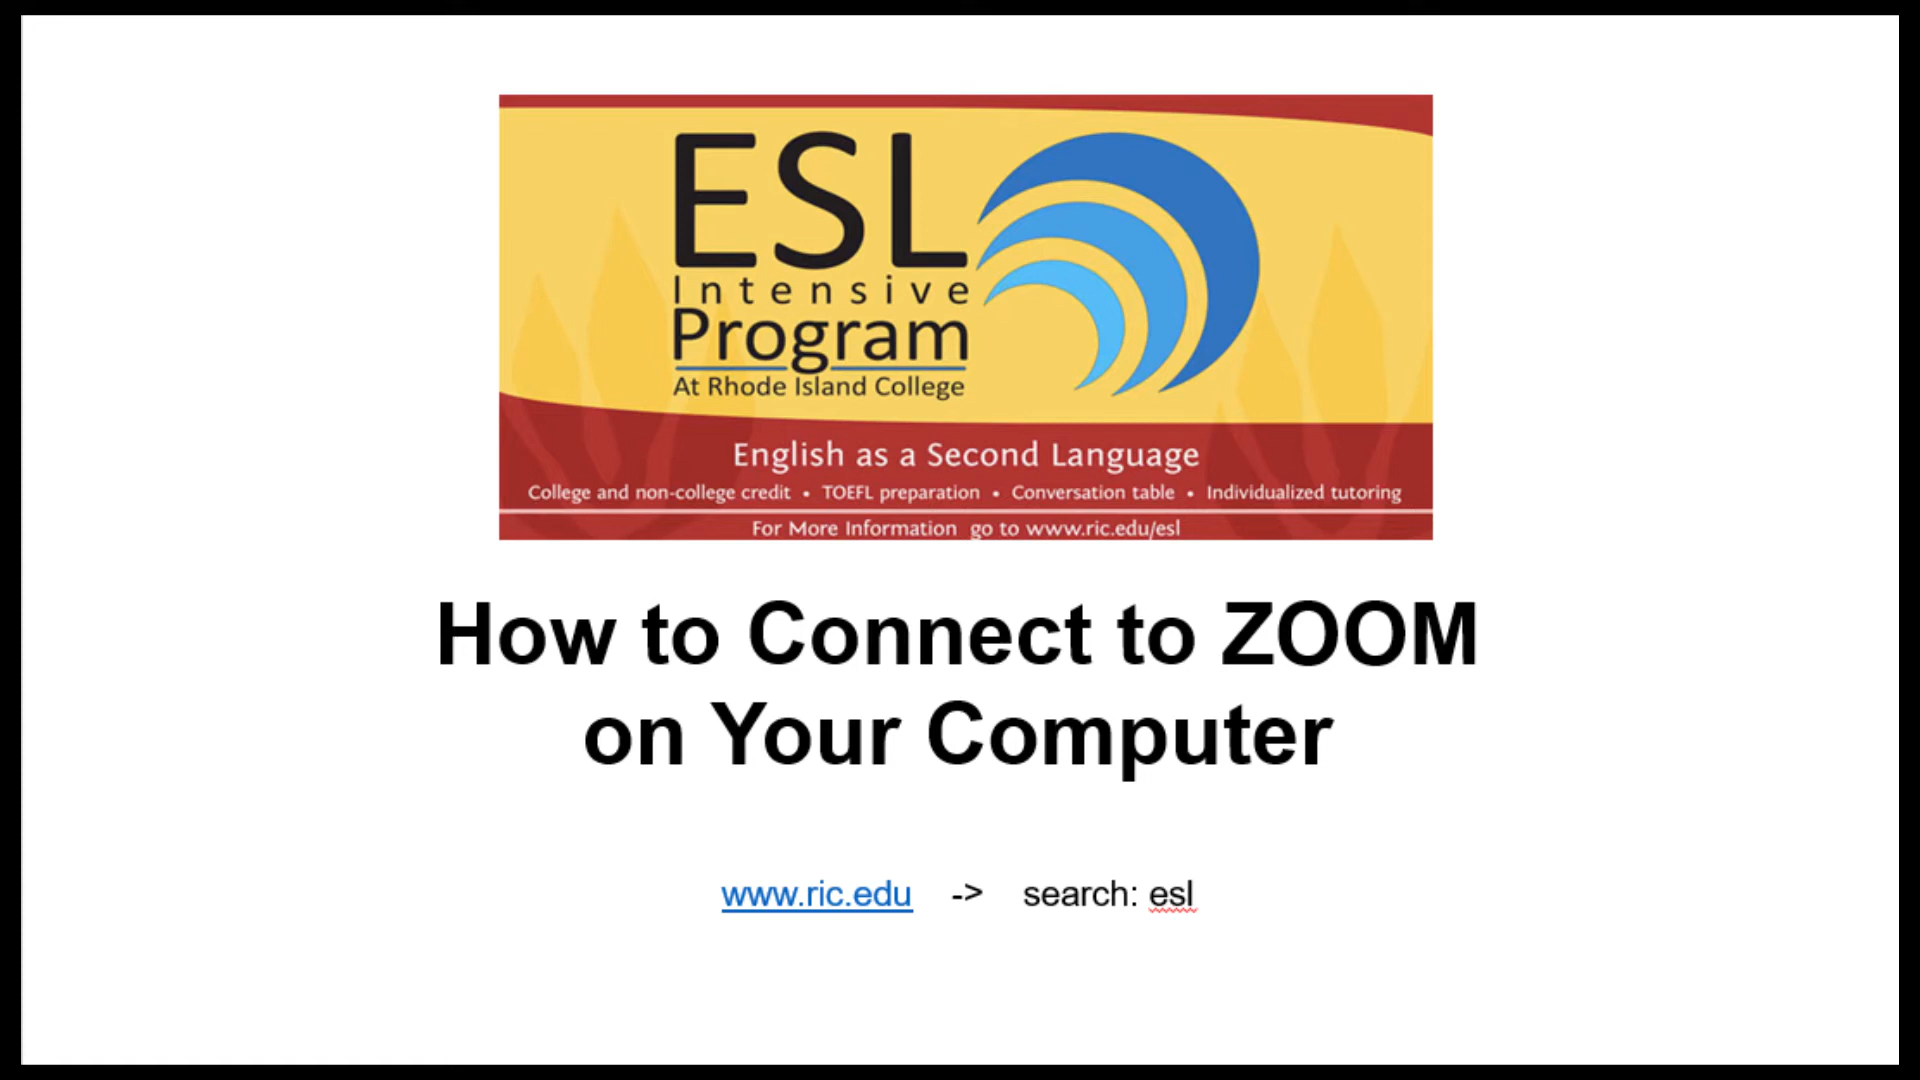 ESL
Intensive
Program
At Rhode Island College
English as a Second Language
College and non-college credit • TOEFL preparation • Conversation table • Individualized tutoring
For More Information go to www.ric.edu/esl
How to Connect to ZOOM
on Your Computer
www.ric.edu -> search: esl